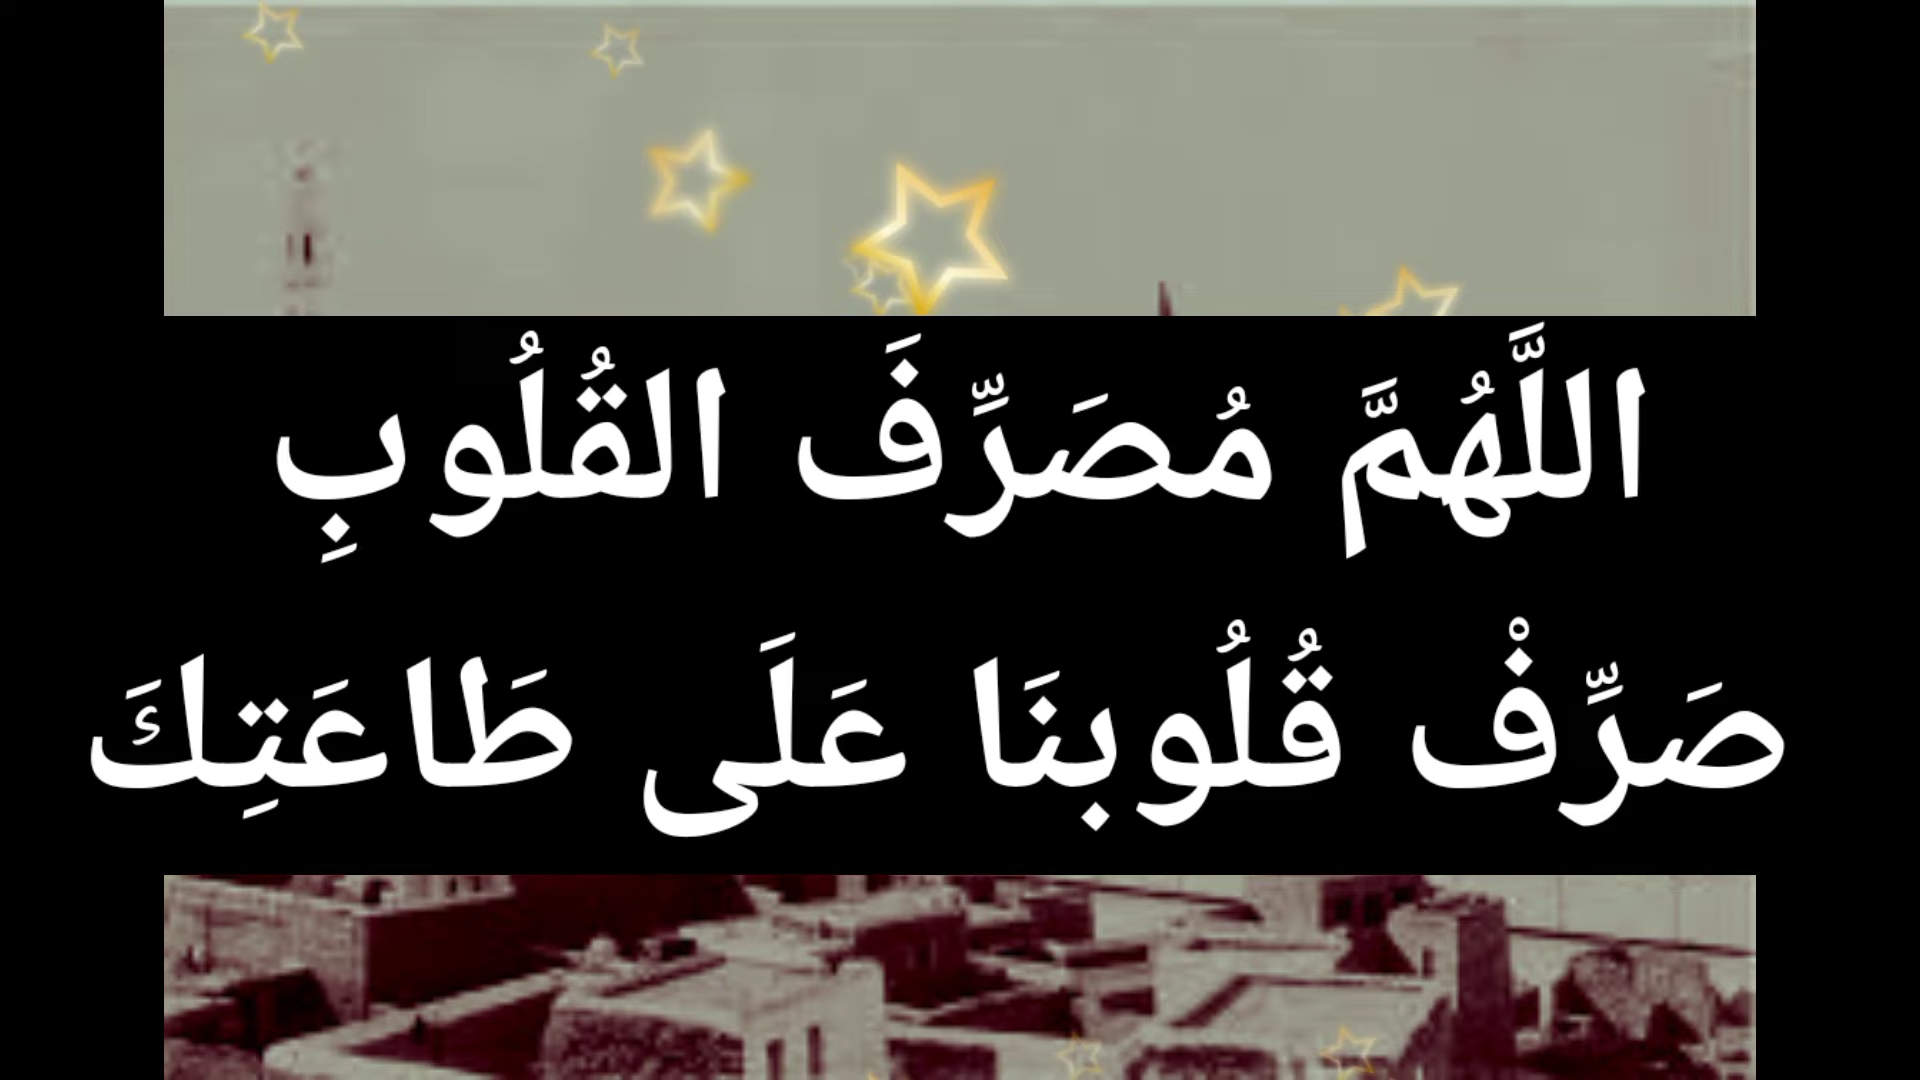 اللَّهُمَّ مُصَرِّفَ القُلُوبِ
صَرِّفْ قُلُوبنَا عَلَى طَاعَتِكَ